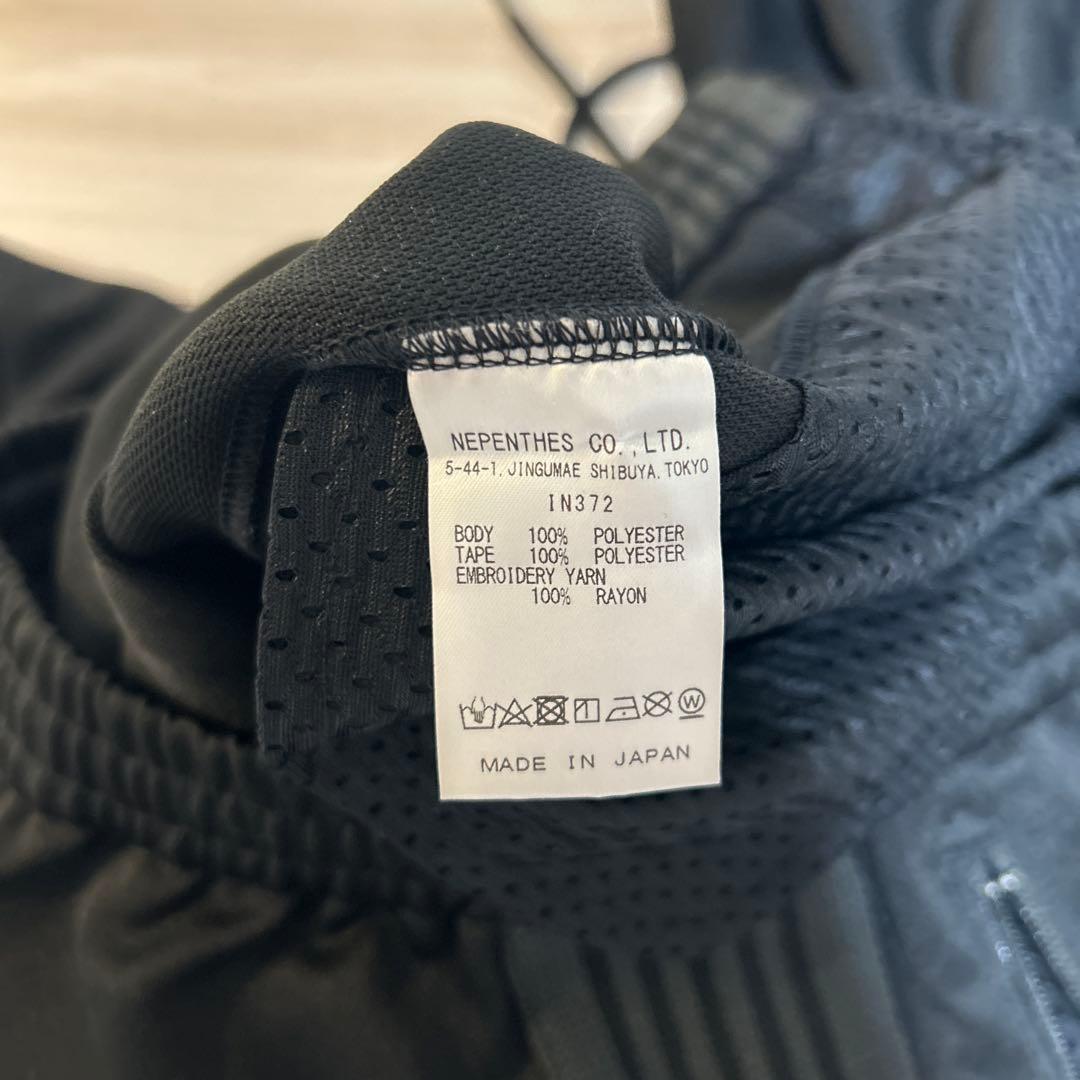 NEPENTHES CO.,LTD.
5-44-1, JINGUMAE SHIBUYA, TOKYO
IN372
BODY 100% POLYESTER
TAPE 100% POLYESTER
EMBROIDERY YARN
100% RAYON
W
MADE IN JAPAN